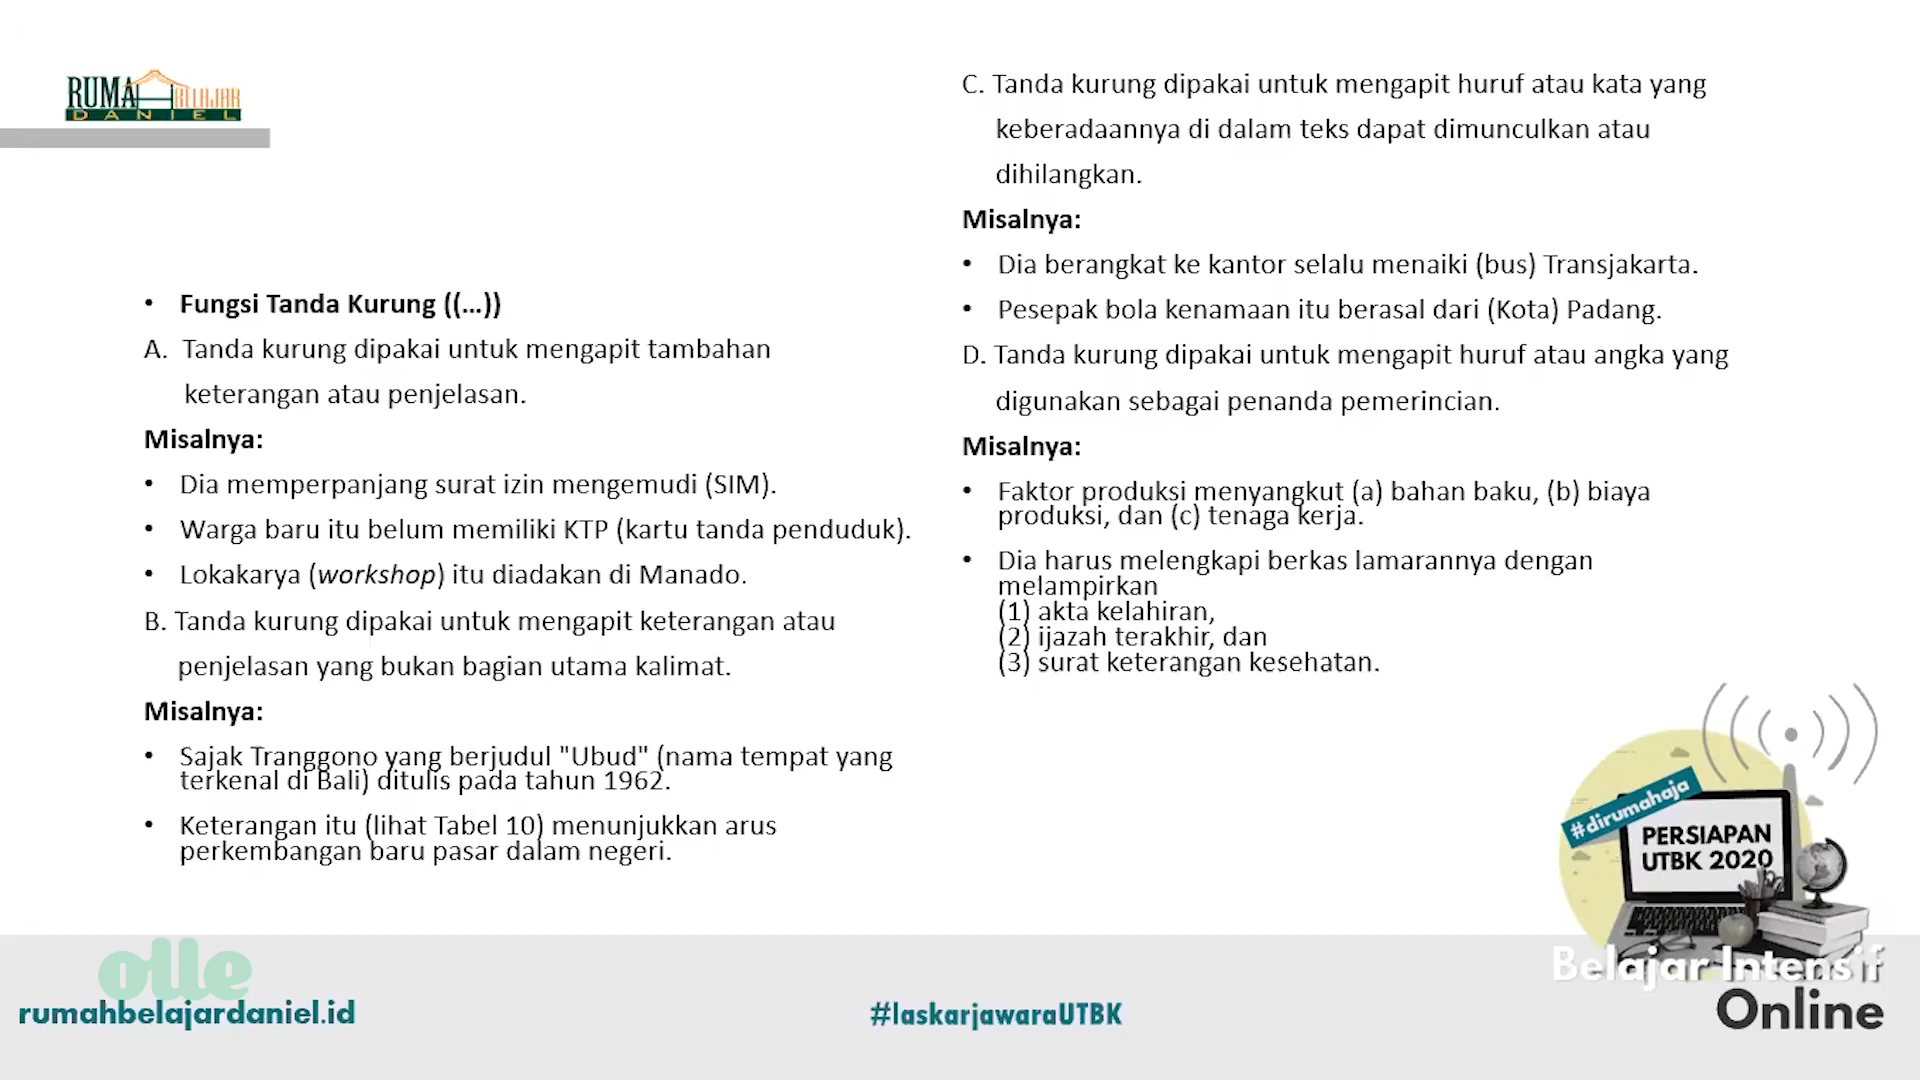 RUMA BELAJAR
DANIEL
• Fungsi Tanda Kurung ((...))
A. Tanda kurung dipakai untuk mengapit tambahan
keterangan atau penjelasan.
Misalnya:
• Dia memperpanjang surat izin mengemudi (SIM).
• Warga baru itu belum memiliki KTP (kartu tanda penduduk).
• Lokakarya (workshop) itu diadakan di Manado.
B. Tanda kurung dipakai untuk mengapit keterangan atau
penjelasan yang bukan bagian utama kalimat.
Misalnya:
• Sajak Tranggono yang berjudul "Ubud" (nama tempat yang
terkenal di Bali) ditulis pada tahun 1962.
• Keterangan itu (lihat Tabel 10) menunjukkan arus
perkembangan baru pasar dalam negeri.
C. Tanda kurung dipakai untuk mengapit huruf atau kata yang
keberadaannya di dalam teks dapat dimunculkan atau
dihilangkan.
Misalnya:
• Dia berangkat ke kantor selalu menaiki (bus) Transjakarta.
• Pesepak bola kenamaan itu berasal dari (Kota) Padang.
D. Tanda kurung dipakai untuk mengapit huruf atau angka yang
digunakan sebagai penanda pemerincian.
Misalnya:
• Faktor produksi menyangkut (a) bahan baku, (b) biaya
produksi, dan (c) tenaga kerja.
• Dia harus melengkapi berkas lamarannya dengan
melampirkan
(1) akta kelahiran,
(2) ijazah terakhir, dan
(3) surat keterangan kesehatan.
#dirumahaja
PERSIAPAN
UTBK 2020
Belajar Intensif
Online
olle
rumahbelajardaniel.id
#laskarjawaraUTBK